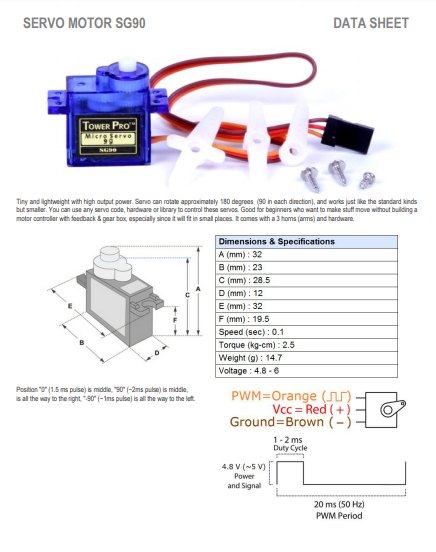 SERVO MOTOR SG90 DATA SHEET
TOWER PRO™
Micro Servo
9g
SG90
Tiny and lightweight with high output power. Servo can rotate approximately 180 degrees (90 in each direction), and works just like the standard kinds
but smaller. You can use any servo code, hardware or library to control these servos. Good for beginners who want to make stuff move without building a
motor controller with feedback & gear box, especially since it will fit in small places. It comes with a 3 horns (arms) and hardware.
A
C
E
F
B
D
Dimensions & Specifications
A (mm) : 32
B (mm) : 23
C (mm) : 28.5
D (mm) : 12
E (mm) : 32
F (mm) : 19.5
Speed (sec) : 0.1
Torque (kg-cm) : 2.5
Weight (g) : 14.7
Voltage : 4.8 - 6
Position "0" (1.5 ms pulse) is middle, "90" (~2ms pulse) is middle,
is all the way to the right, "-90" (~1ms pulse) is all the way to the left.
PWM=Orange (⎍⎍)
Vcc = Red ( + )
Ground=Brown ( − )
1 - 2 ms
Duty Cycle
4.8 V (~5 V)
Power
and Signal
20 ms (50 Hz)
PWM Period